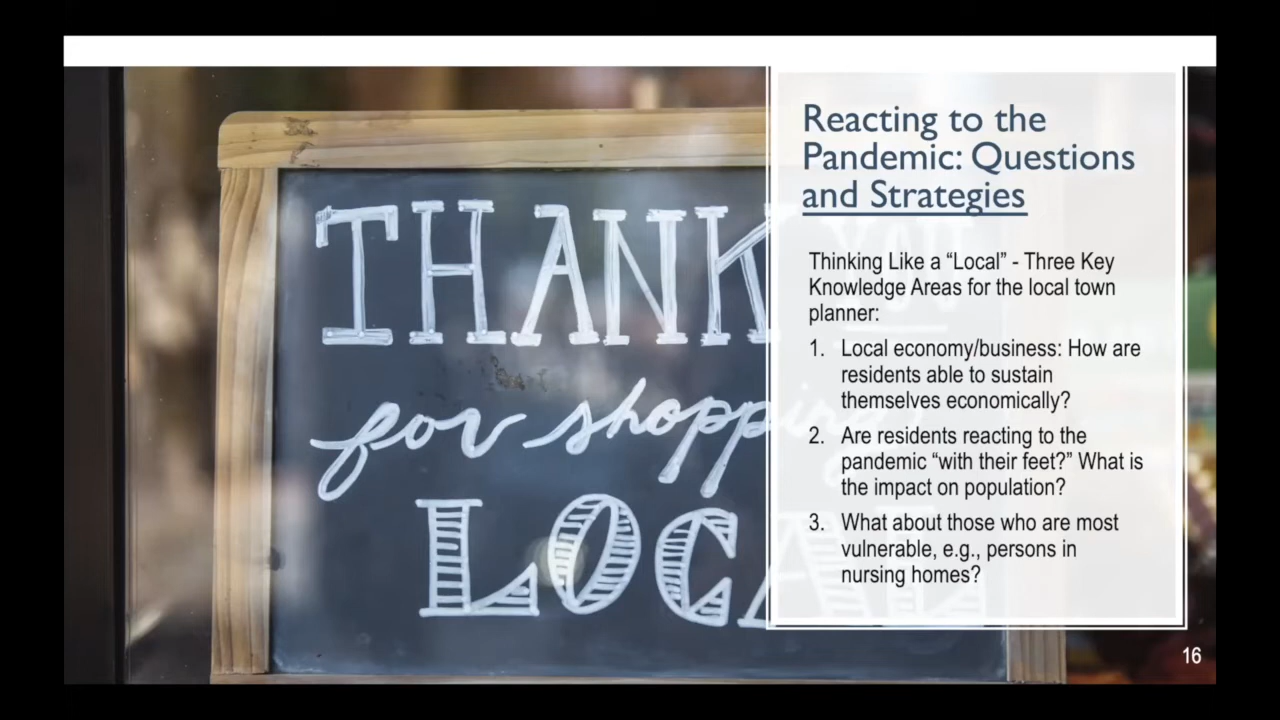 THANK YOU
for shopping
LOCAL
Reacting to the
Pandemic: Questions
and Strategies
Thinking Like a “Local” - Three Key
Knowledge Areas for the local town
planner:
1. Local economy/business: How are
residents able to sustain
themselves economically?
2. Are residents reacting to the
pandemic “with their feet?” What is
the impact on population?
3. What about those who are most
vulnerable, e.g., persons in
nursing homes?
16